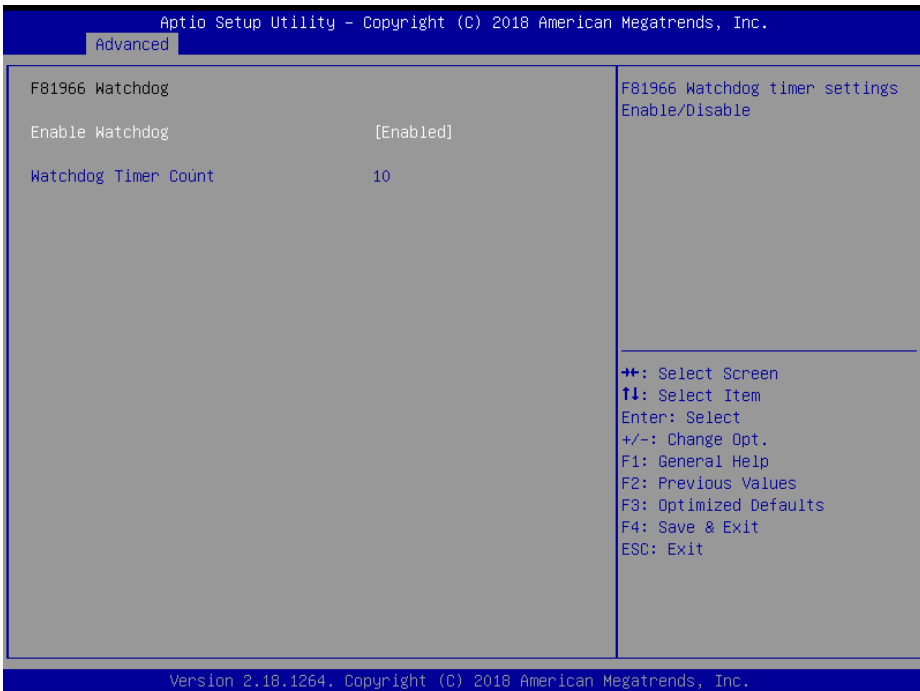 Aptio Setup Utility – Copyright (C) 2018 American Megatrends, Inc.
Advanced
F81966 Watchdog
Enable Watchdog [Enabled]
Watchdog Timer Count 10
F81966 Watchdog timer settings
Enable/Disable
→←: Select Screen
↑↓: Select Item
Enter: Select
+/-: Change Opt.
F1: General Help
F2: Previous Values
F3: Optimized Defaults
F4: Save & Exit
ESC: Exit
Version 2.18.1264. Copyright (C) 2018 American Megatrends, Inc.